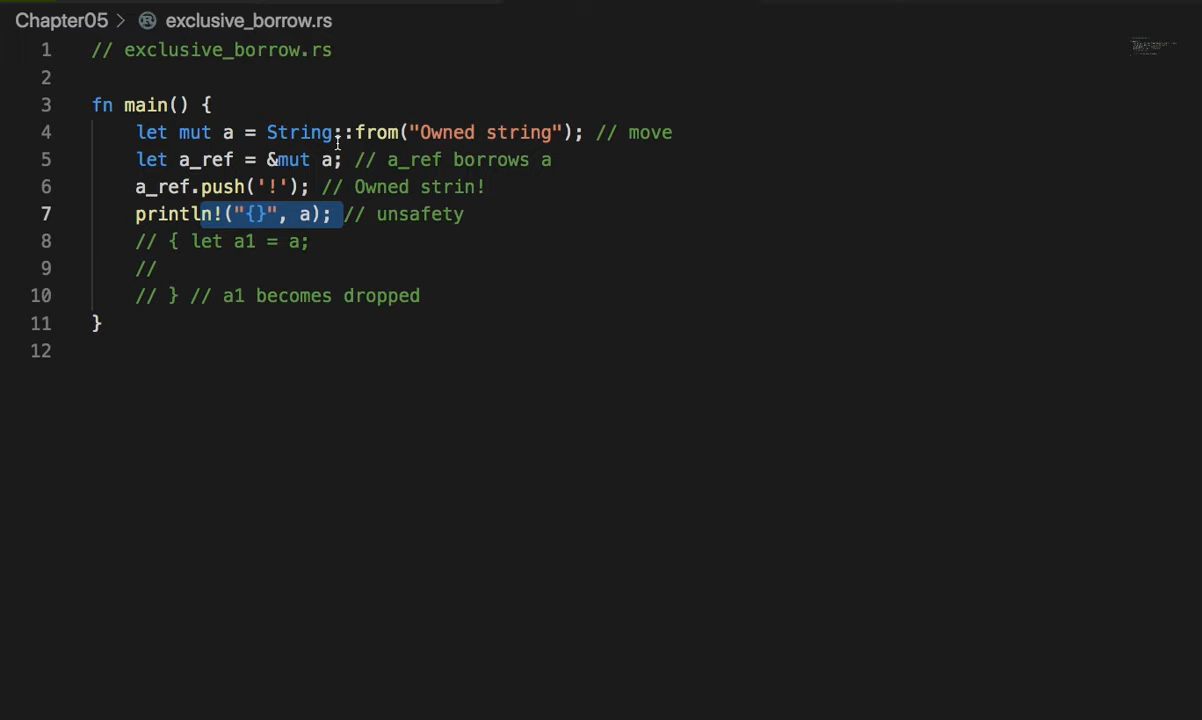 Chapter05 > exclusive_borrow.rs
1 // exclusive_borrow.rs
2
3 fn main() {
4 let mut a = String::from("Owned string"); // move
5 let a_ref = &mut a; // a_ref borrows a
6 a_ref.push('!'); // Owned strin!
7 println!("{}", a); // unsafety
8 // { let a1 = a;
9 //
10 // } // a1 becomes dropped
11 }
12